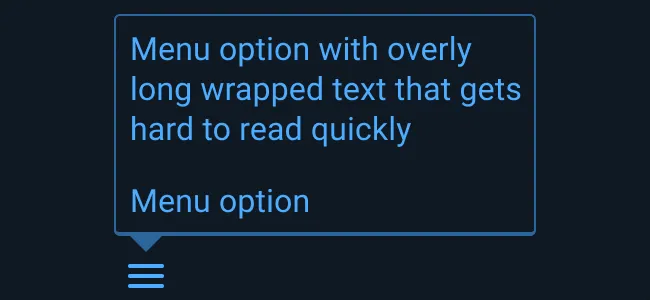 Menu option with overly
long wrapped text that gets
hard to read quickly
Menu option